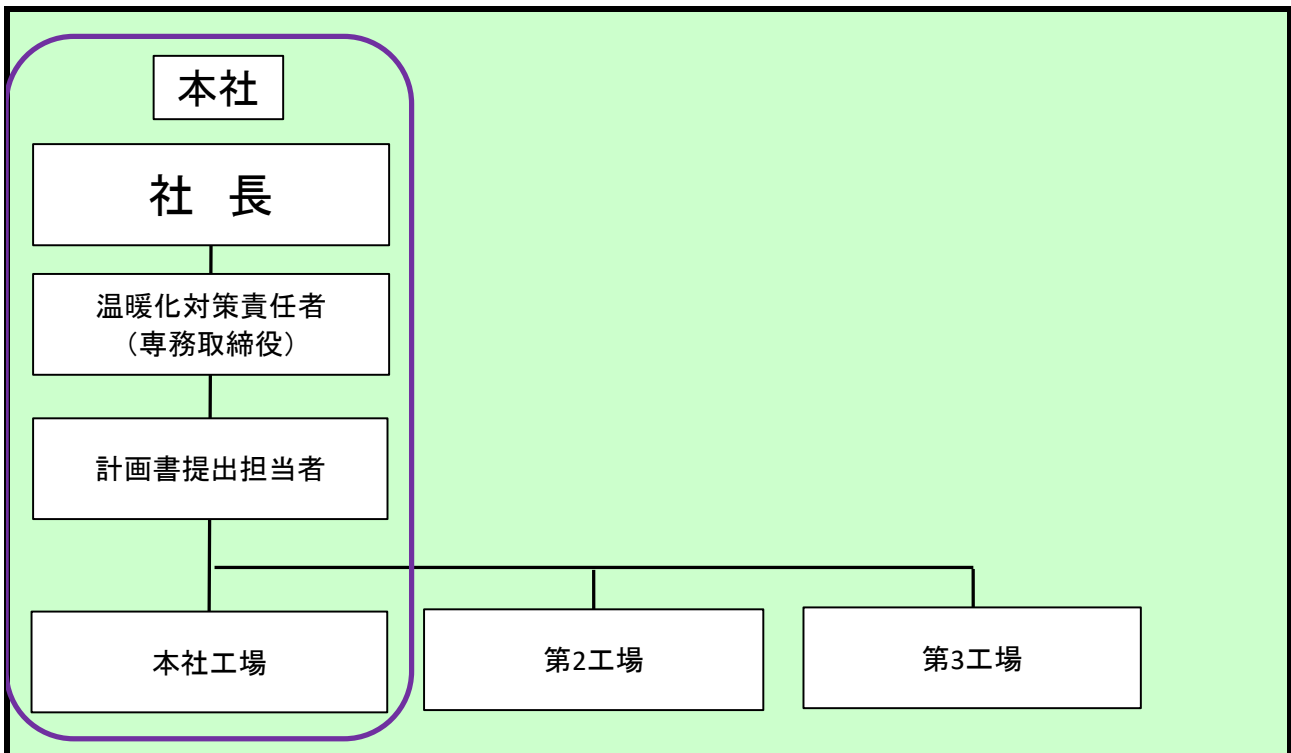 本社
社　長
温暖化対策責任者
（専務取締役）
計画書提出担当者
本社工場
第2工場
第3工場